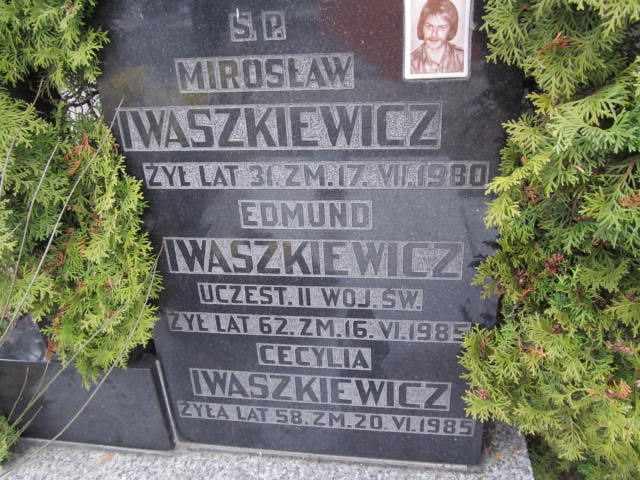 Ś.P.
MIROSŁAW
IWASZKIEWICZ
ŻYŁ LAT 31. ZM. 17. VII. 1980
EDMUND
IWASZKIEWICZ
UCZEST. II WOJ. ŚW.
ŻYŁ LAT 62. ZM. 16. VI. 1985
CECYLIA
IWASZKIEWICZ
ŻYŁA LAT 58. ZM. 20. VI. 1985